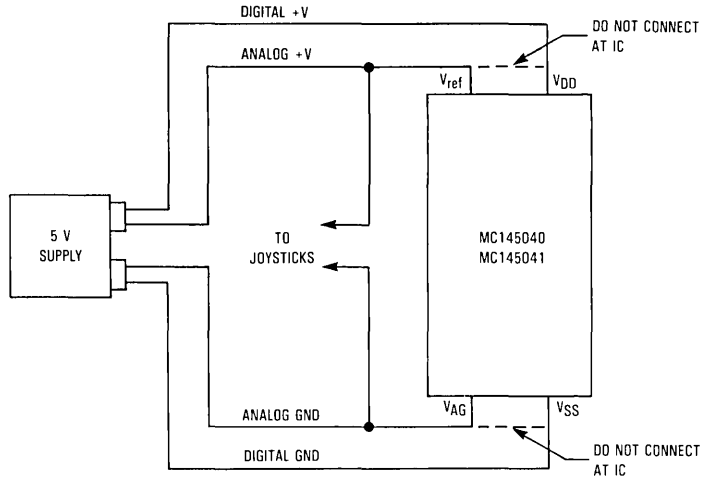 DIGITAL +V
DO NOT CONNECT
AT IC
ANALOG +V
Vref
VDD
5 V
SUPPLY
TO
JOYSTICKS
MC145040
MC145041
VAG
VSS
ANALOG GND
DIGITAL GND
DO NOT CONNECT
AT IC